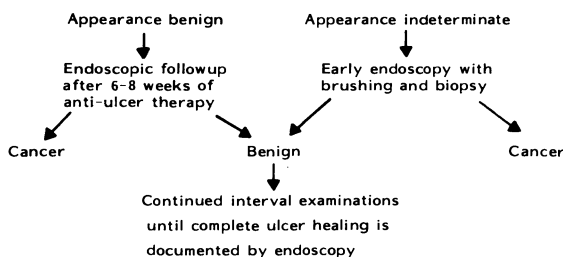 Appearance benign
Appearance indeterminate
Endoscopic followup
after 6-8 weeks of
anti-ulcer therapy
Early endoscopy with
brushing and biopsy
Cancer
Benign
Cancer
Continued interval examinations
until complete ulcer healing is
documented by endoscopy